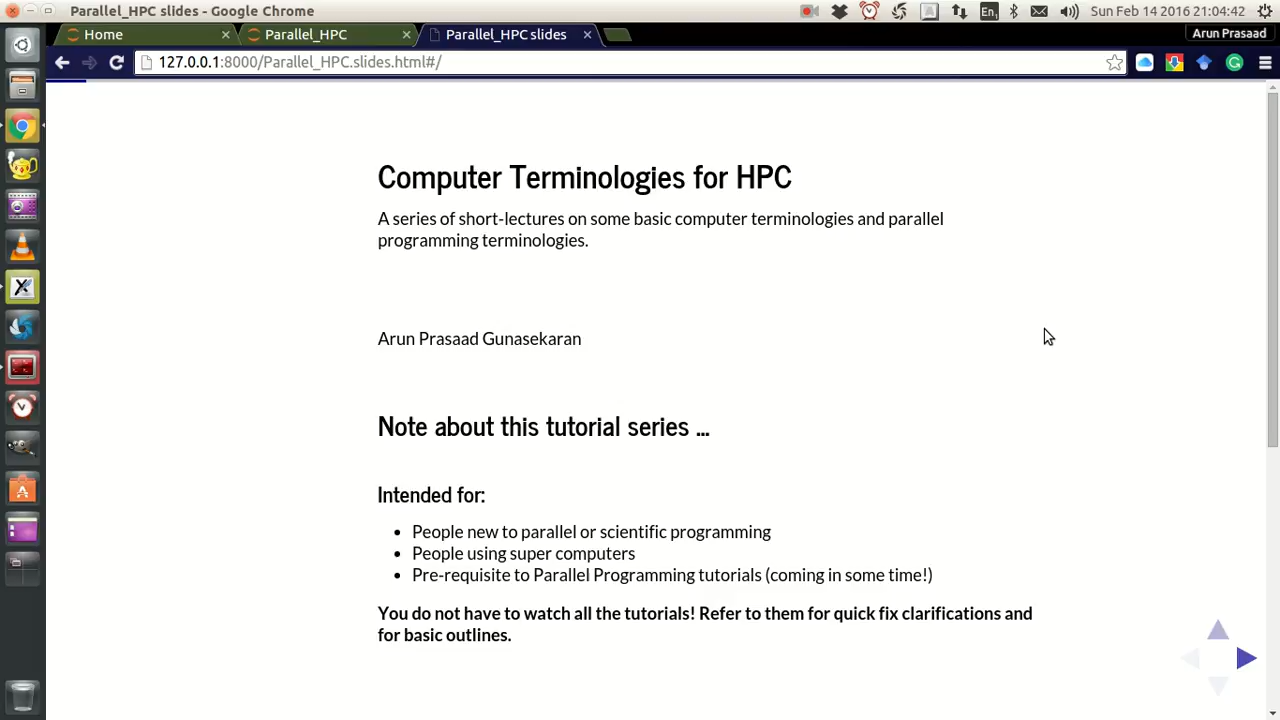 Parallel_HPC slides - Google Chrome
En
Sun Feb 14 2016 21:04:42
Home
Parallel_HPC
Parallel_HPC slides
Arun Prasaad
127.0.0.1:8000/Parallel_HPC.slides.html#/
Computer Terminologies for HPC
A series of short-lectures on some basic computer terminologies and parallel
programming terminologies.
Arun Prasaad Gunasekaran
Note about this tutorial series ...
Intended for:
• People new to parallel or scientific programming
• People using super computers
• Pre-requisite to Parallel Programming tutorials (coming in some time!)
You do not have to watch all the tutorials! Refer to them for quick fix clarifications and
for basic outlines.